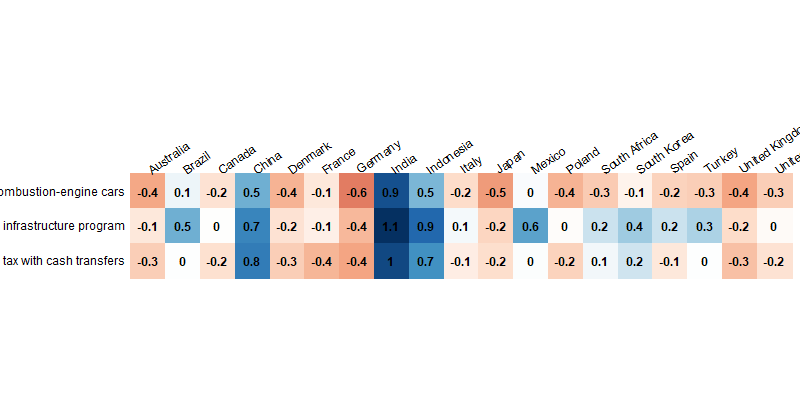 Australia Brazil Canada China Denmark France Germany India Indonesia Italy Japan Mexico Poland South Africa South Korea Spain Turkey United
combustion-engine cars -0.4 0.1 -0.2 0.5 -0.4 -0.1 -0.6 0.9 0.5 -0.2 -0.5 0 -0.4 -0.3 -0.1 -0.2 -0.3 -0.4 -0.3
infrastructure program -0.1 0.5 0 0.7 -0.2 -0.1 -0.4 1.1 0.9 0.1 -0.2 0.6 0 0.2 0.4 0.2 0.3 -0.2 0
tax with cash transfers -0.3 0 -0.2 0.8 -0.3 -0.4 -0.4 1 0.7 -0.1 -0.2 0 -0.2 0.1 0.2 -0.1 0 -0.3 -0.2